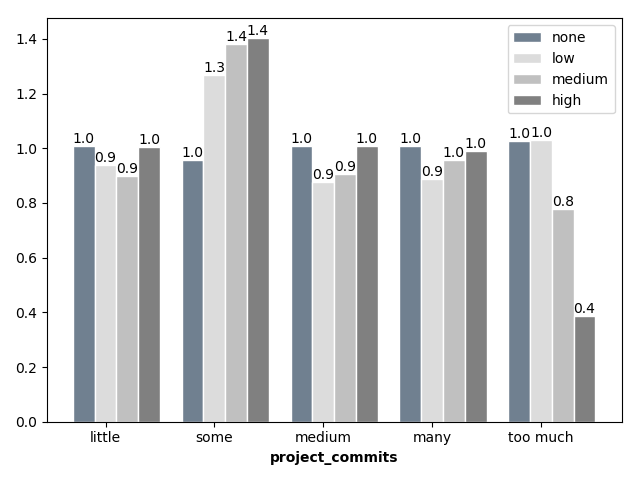 1.4
1.2
1.0
0.8
0.6
0.4
0.2
0.0
1.0 0.9 0.9 1.0
1.0 1.3 1.4 1.4
1.0 0.9 0.9 1.0
1.0 0.9 1.0 1.0
1.0 1.0 0.8 0.4
none
low
medium
high
little some medium many too much
project_commits